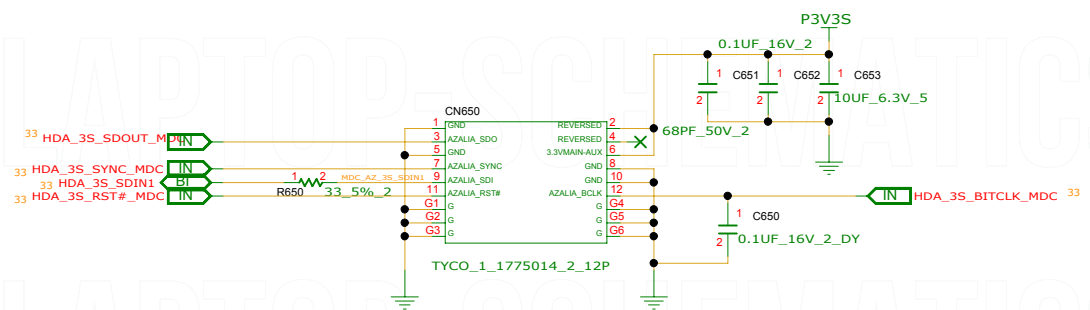 P3V3S
0.1UF_16V_2
1 C651 1 C652 1 C653
2 2 2 10UF_6.3V_5
68PF_50V_2
CN650
1 GND REVERSED 2
33 HDA_3S_SDOUT_MDC IN 3 AZALIA_SDO REVERSED 4
5 GND 3.3VMAIN-AUX 6
33 HDA_3S_SYNC_MDC IN 7 AZALIA_SYNC GND 8
33 HDA_3S_SDIN1 BI 1 2 MDC_AZ_3S_SDIN1 9 AZALIA_SDI GND 10
R650 33_5%_2
33 HDA_3S_RST#_MDC IN 11 AZALIA_RST# AZALIA_BCLK 12 IN HDA_3S_BITCLK_MDC 33
G1 G G G4
G2 G G G5
G3 G G G6
1 C650
2 0.1UF_16V_2_DY
TYCO_1_1775014_2_12P
LAPTOP-SCHEMATIC
LAPTOP-SCHEMATIC